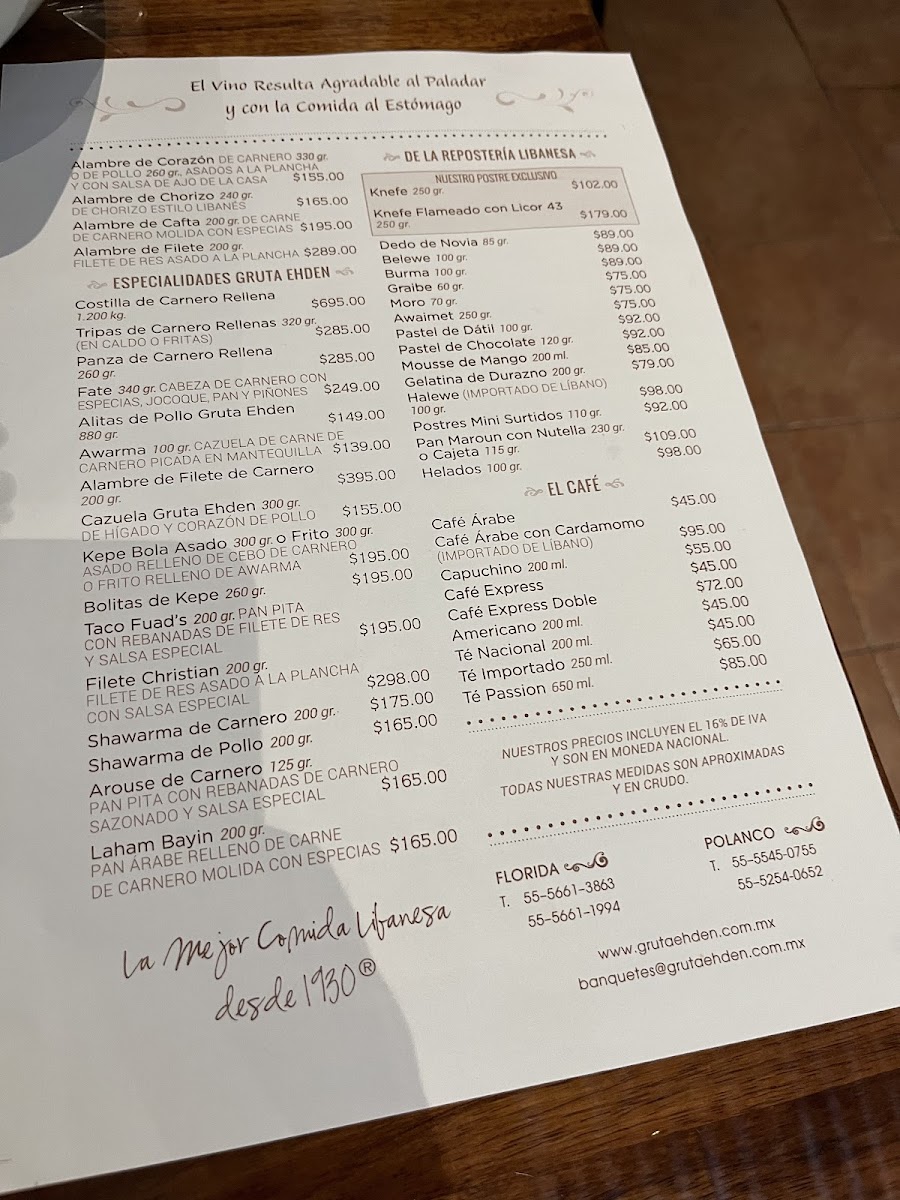 El Vino Resulta Agradable al Paladar
y con la Comida al Estómago
Alambre de Corazón DE CARNERO 330 gr.
O DE POLLO 260 gr., ASADOS A LA PLANCHA
Y CON SALSA DE AJO DE LA CASA $155.00
Alambre de Chorizo 240 gr.
DE CHORIZO ESTILO LIBANÉS $165.00
Alambre de Cafta 200 gr. DE CARNE
DE CARNERO MOLIDA CON ESPECIAS $195.00
Alambre de Filete 200 gr.
FILETE DE RES ASADO A LA PLANCHA $289.00
ESPECIALIDADES GRUTA EHDEN
Costilla de Carnero Rellena
1.200 kg. $695.00
Tripas de Carnero Rellenas 320 gr.
(EN CALDO O FRITAS) $285.00
Panza de Carnero Rellena
260 gr. $285.00
Fate 340 gr. CABEZA DE CARNERO CON
ESPECIAS, JOCOQUE, PAN Y PIÑONES $249.00
Alitas de Pollo Gruta Ehden
880 gr. $149.00
Awarma 100 gr. CAZUELA DE CARNE DE
CARNERO PICADA EN MANTEQUILLA $139.00
Alambre de Filete de Carnero
200 gr. $395.00
Cazuela Gruta Ehden 300 gr.
DE HÍGADO Y CORAZÓN DE POLLO $155.00
Kepe Bola Asado 300 gr. o Frito 300 gr.
ASADO RELLENO DE CEBO DE CARNERO
O FRITO RELLENO DE AWARMA $195.00
Bolitas de Kepe 260 gr. $195.00
Taco Fuad's 200 gr. PAN PITA
CON REBANADAS DE FILETE DE RES
Y SALSA ESPECIAL $195.00
Filete Christian 200 gr.
FILETE DE RES ASADO A LA PLANCHA
CON SALSA ESPECIAL $298.00
Shawarma de Carnero 200 gr. $175.00
Shawarma de Pollo 200 gr. $165.00
Arouse de Carnero 125 gr.
PAN PITA CON REBANADAS DE CARNERO
SAZONADO Y SALSA ESPECIAL $165.00
Laham Bayin 200 gr.
PAN ÁRABE RELLENO DE CARNE
DE CARNERO MOLIDA CON ESPECIAS $165.00
La Mejor Comida Libanesa
desde 1930®
DE LA REPOSTERÍA LIBANESA
NUESTRO POSTRE EXCLUSIVO
Knefe 250 gr. $102.00
Knefe Flameado con Licor 43
250 gr. $179.00
Dedo de Novia 85 gr. $89.00
Belewe 100 gr. $89.00
Burma 100 gr. $89.00
Graibe 60 gr. $75.00
Moro 70 gr. $75.00
Awaimet 250 gr. $75.00
Pastel de Dátil 100 gr. $92.00
Pastel de Chocolate 120 gr. $92.00
Mousse de Mango 200 ml. $85.00
Gelatina de Durazno 200 gr. $79.00
Halewe (IMPORTADO DE LÍBANO)
100 gr. $98.00
Postres Mini Surtidos 110 gr. $92.00
Pan Maroun con Nutella 230 gr.
o Cajeta 115 gr. $109.00
Helados 100 gr. $98.00
EL CAFÉ
Café Árabe $45.00
Café Árabe con Cardamomo
(IMPORTADO DE LÍBANO) $95.00
Capuchino 200 ml. $55.00
Café Express $45.00
Café Express Doble $72.00
Americano 200 ml. $45.00
Té Nacional 200 ml. $45.00
Té Importado 250 ml. $65.00
Té Passion 650 ml. $85.00
NUESTROS PRECIOS INCLUYEN EL 16% DE IVA
Y SON EN MONEDA NACIONAL.
TODAS NUESTRAS MEDIDAS SON APROXIMADAS
Y EN CRUDO.
FLORIDA
T. 55-5661-3863
55-5661-1994
POLANCO
T. 55-5545-0755
55-5254-0652
www.grutaehden.com.mx
banquetes@grutaehden.com.mx